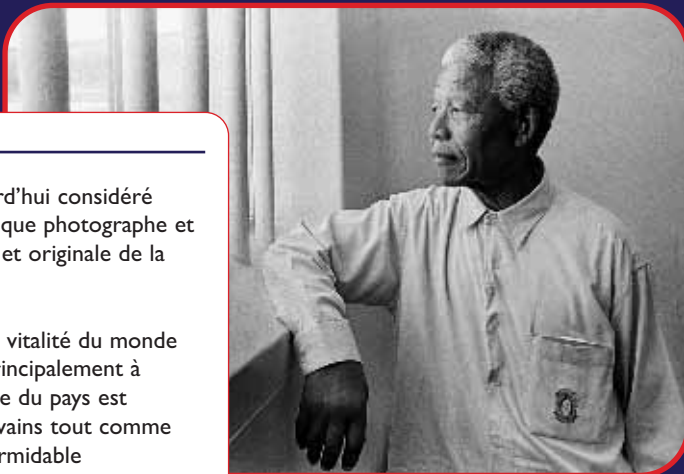 rd'hui considéré
que photographe et
et originale de la
vitalité du monde
rincipalement à
e du pays est
vains tout comme
rmidable